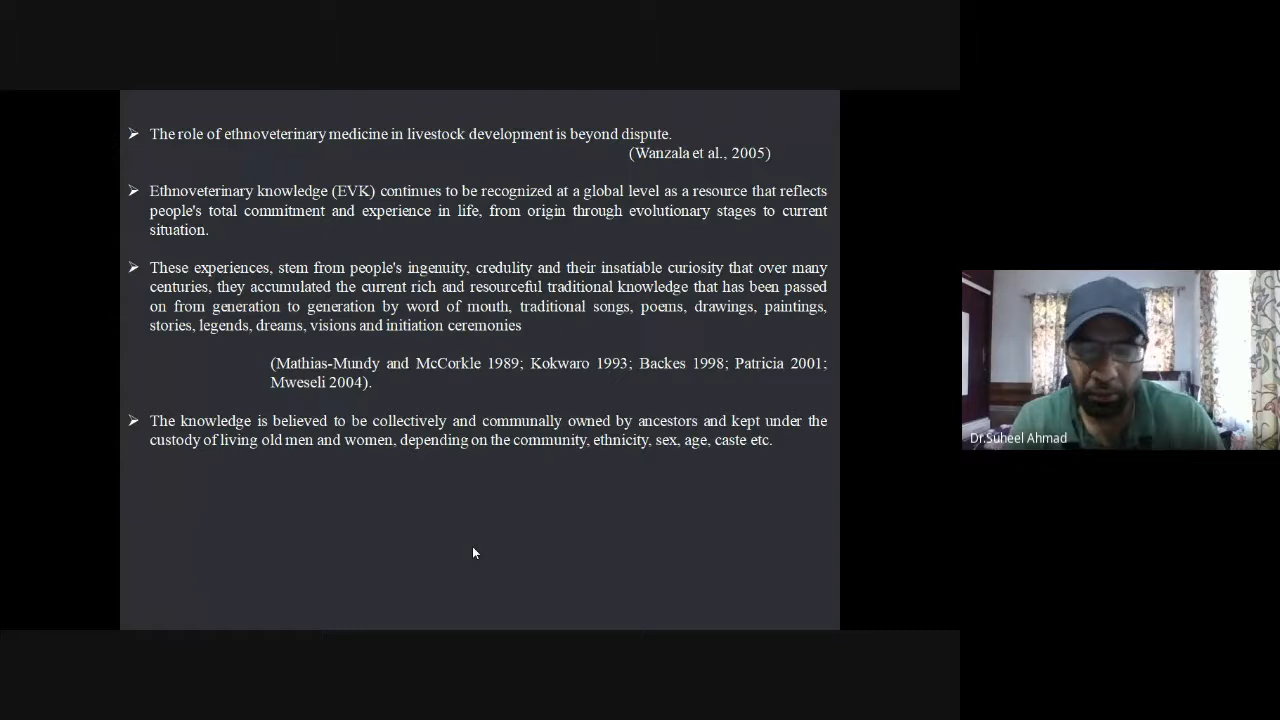 ➢ The role of ethnoveterinary medicine in livestock development is beyond dispute.
(Wanzala et al., 2005)
➢ Ethnoveterinary knowledge (EVK) continues to be recognized at a global level as a resource that reflects
people's total commitment and experience in life, from origin through evolutionary stages to current
situation.
➢ These experiences, stem from people's ingenuity, credulity and their insatiable curiosity that over many
centuries, they accumulated the current rich and resourceful traditional knowledge that has been passed
on from generation to generation by word of mouth, traditional songs, poems, drawings, paintings,
stories, legends, dreams, visions and initiation ceremonies
(Mathias-Mundy and McCorkle 1989; Kokwaro 1993; Backes 1998; Patricia 2001;
Mweseli 2004).
➢ The knowledge is believed to be collectively and communally owned by ancestors and kept under the
custody of living old men and women, depending on the community, ethnicity, sex, age, caste etc.
Dr.Suheel Ahmad